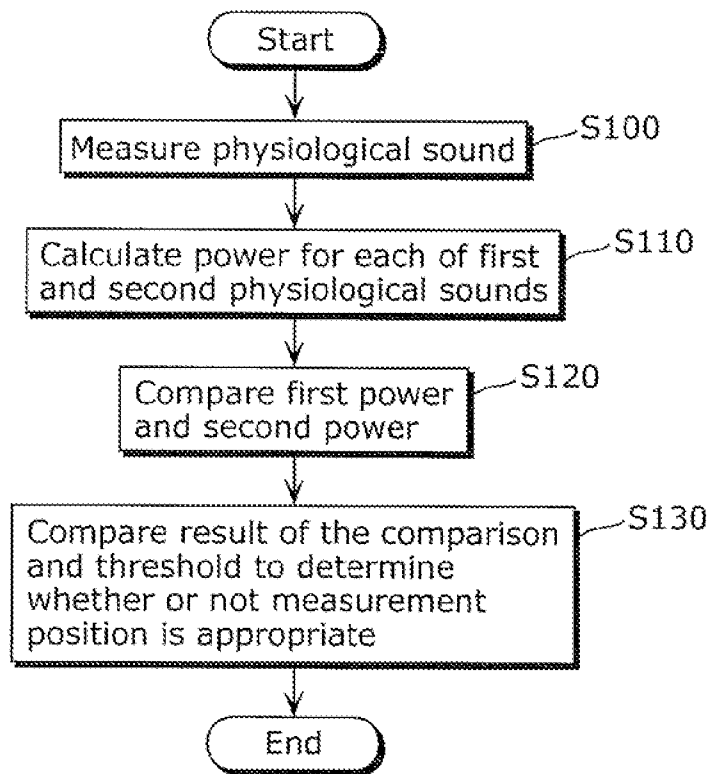 Start
Measure physiological sound
S100
Calculate power for each of first
and second physiological sounds
S110
Compare first power
and second power
S120
Compare result of the comparison
and threshold to determine
whether or not measurement
position is appropriate
S130
End